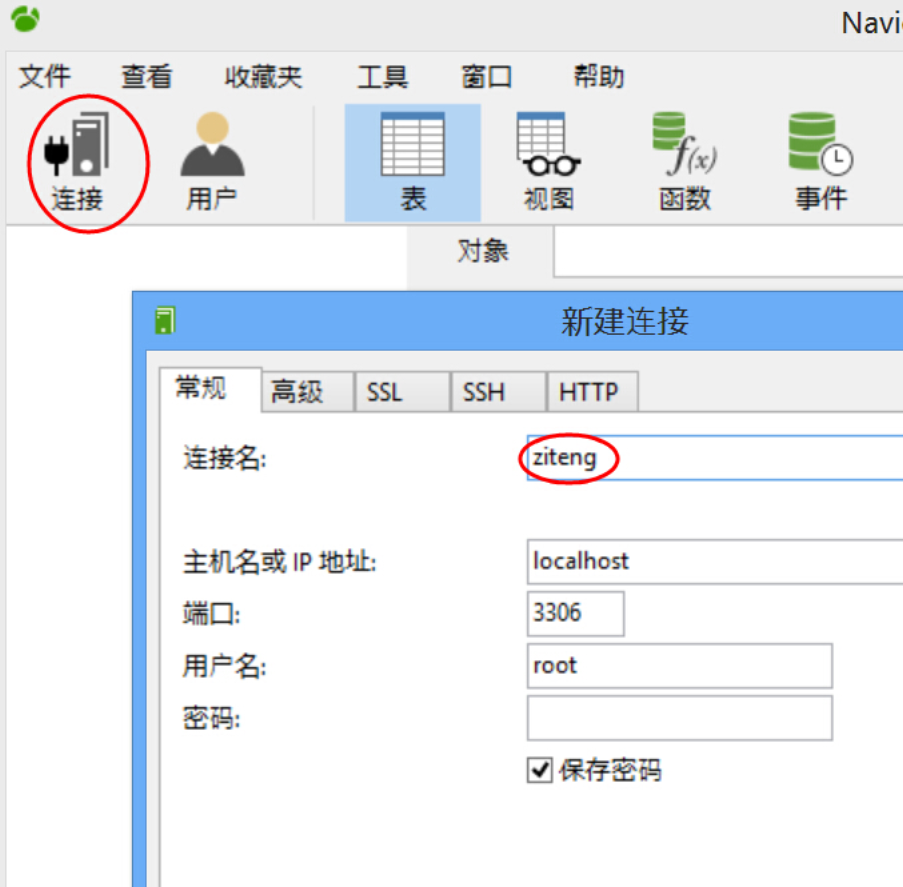 Navi
文件 查看 收藏夹 工具 窗口 帮助
连接 用户 表 视图 f(x) 函数 事件
对象
新建连接
常规 高级 SSL SSH HTTP
连接名: ziteng
主机名或 IP 地址: localhost
端口: 3306
用户名: root
密码:
保存密码